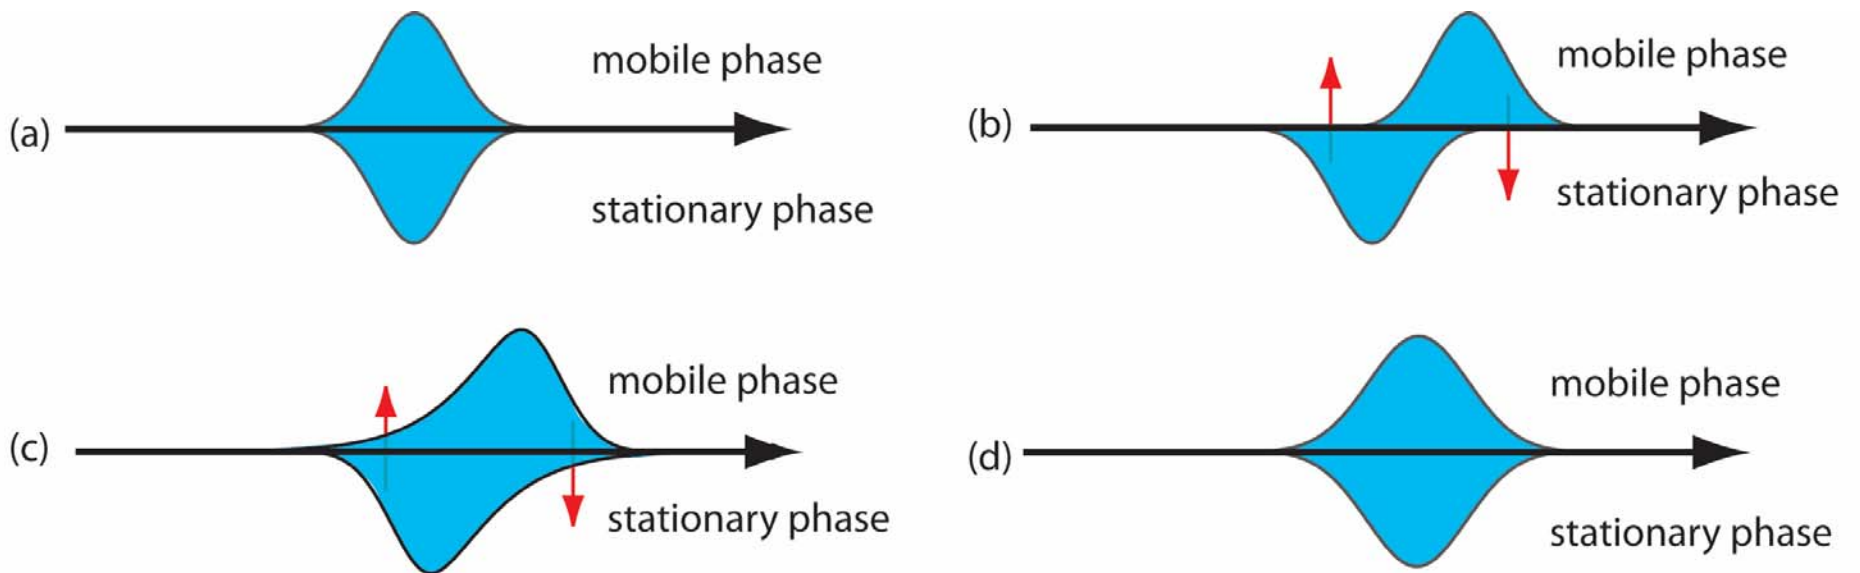 (a)
mobile phase
stationary phase
(b)
mobile phase
stationary phase
(c)
mobile phase
stationary phase
(d)
mobile phase
stationary phase